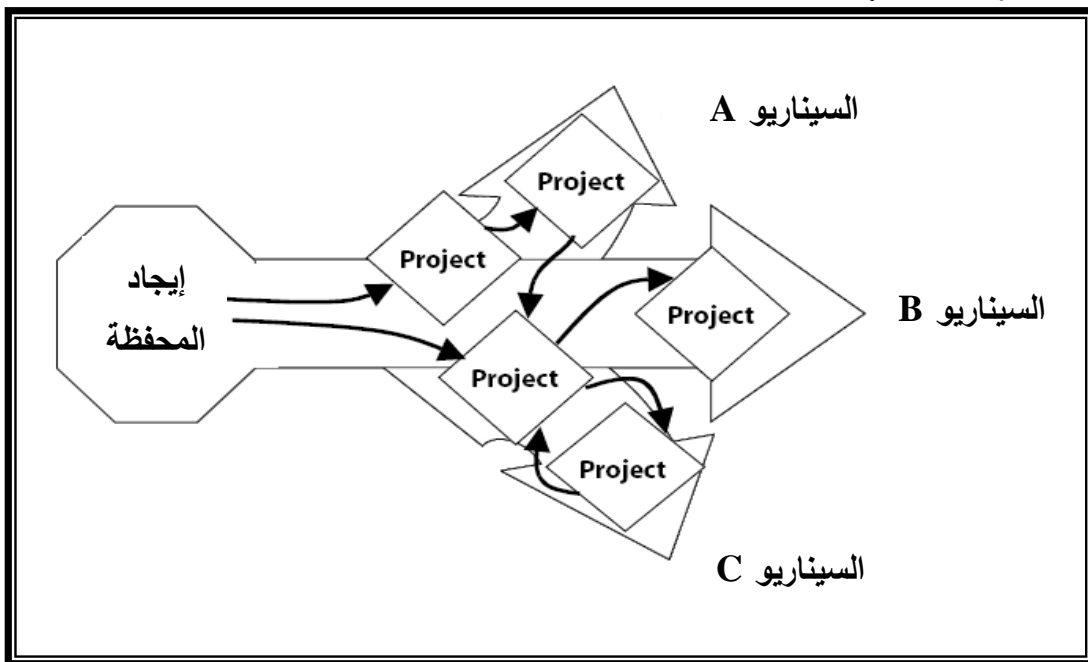 السيناريو A
Project
Project
إيجاد
المحفظة
السيناريو B
Project
Project
Project
السيناريو C